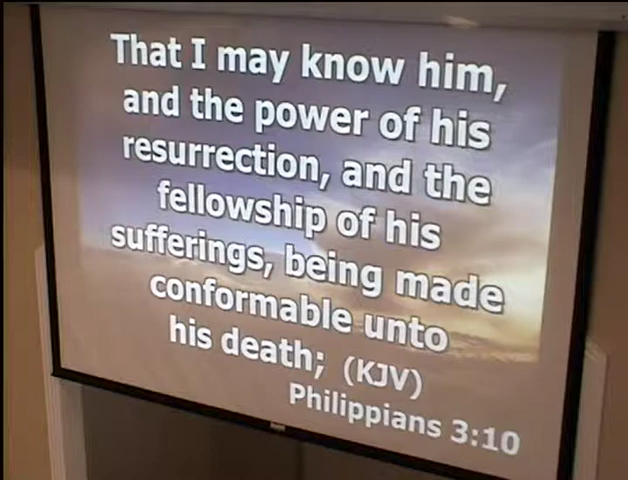 That I may know him,
and the power of his
resurrection, and the
fellowship of his
sufferings, being made
conformable unto
his death; (KJV)
Philippians 3:10